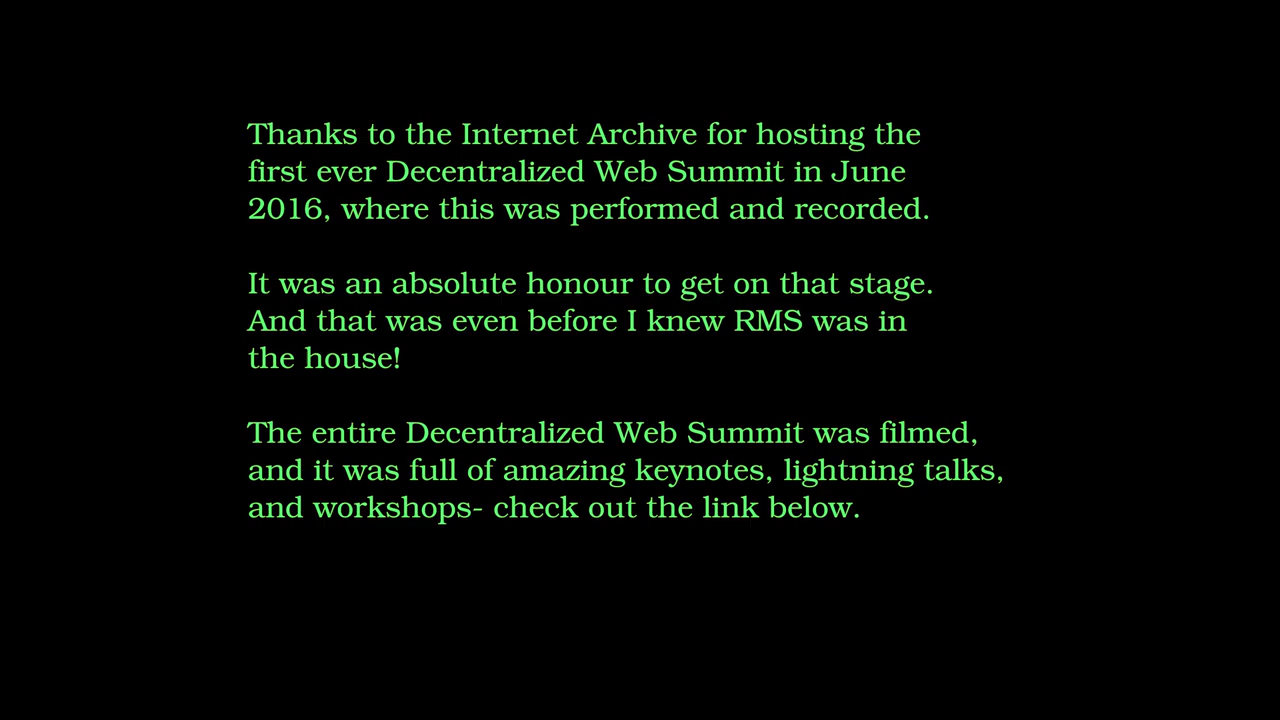 Thanks to the Internet Archive for hosting the
first ever Decentralized Web Summit in June
2016, where this was performed and recorded.
It was an absolute honour to get on that stage.
And that was even before I knew RMS was in
the house!
The entire Decentralized Web Summit was filmed,
and it was full of amazing keynotes, lightning talks,
and workshops- check out the link below.